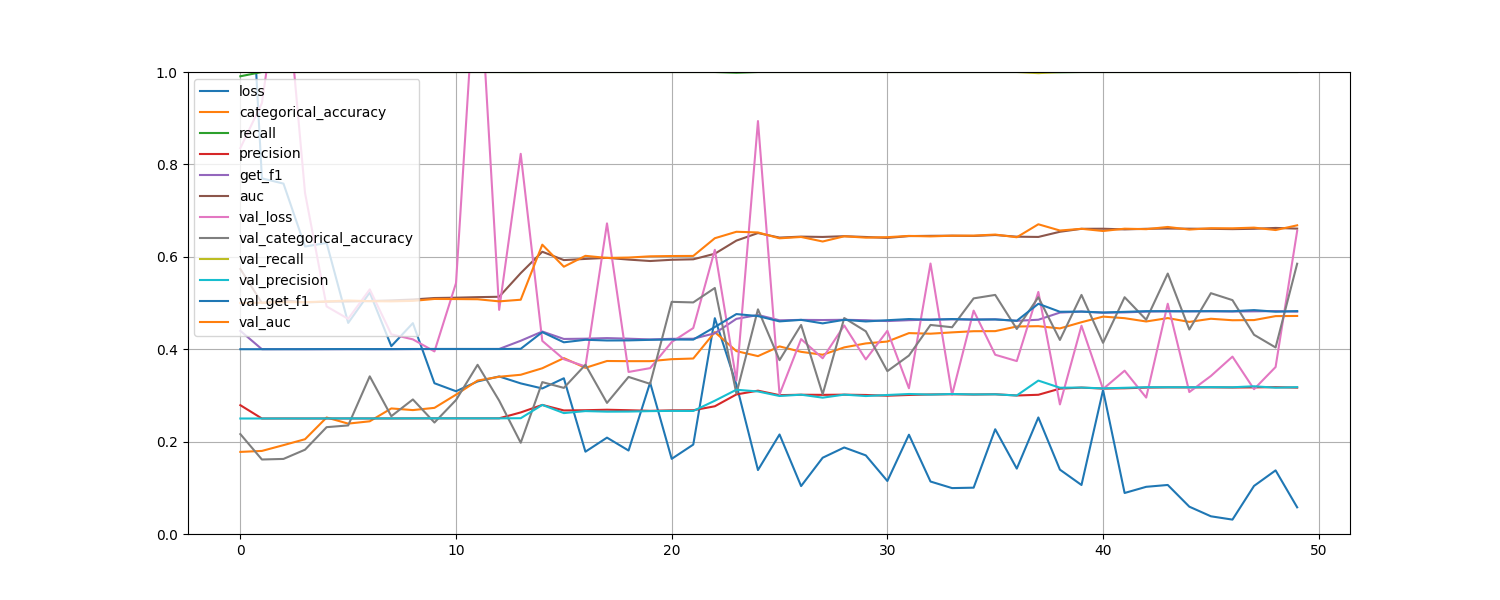 1.0
0.8
0.6
0.4
0.2
0.0
loss
categorical_accuracy
recall
precision
get_f1
auc
val_loss
val_categorical_accuracy
val_recall
val_precision
val_get_f1
val_auc
0 10 20 30 40 50